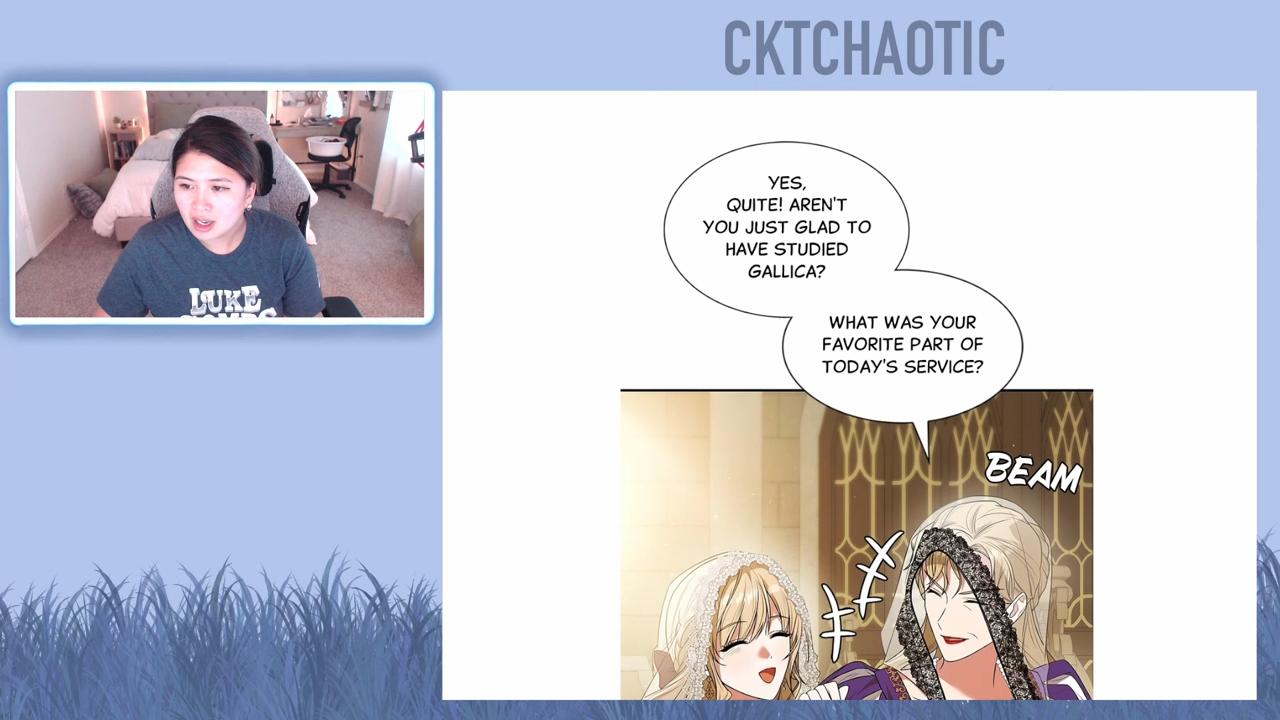 CKTCHAOTIC
LUKE
YES,
QUITE! AREN'T
YOU JUST GLAD TO
HAVE STUDIED
GALLICA?
WHAT WAS YOUR
FAVORITE PART OF
TODAY'S SERVICE?
BEAM